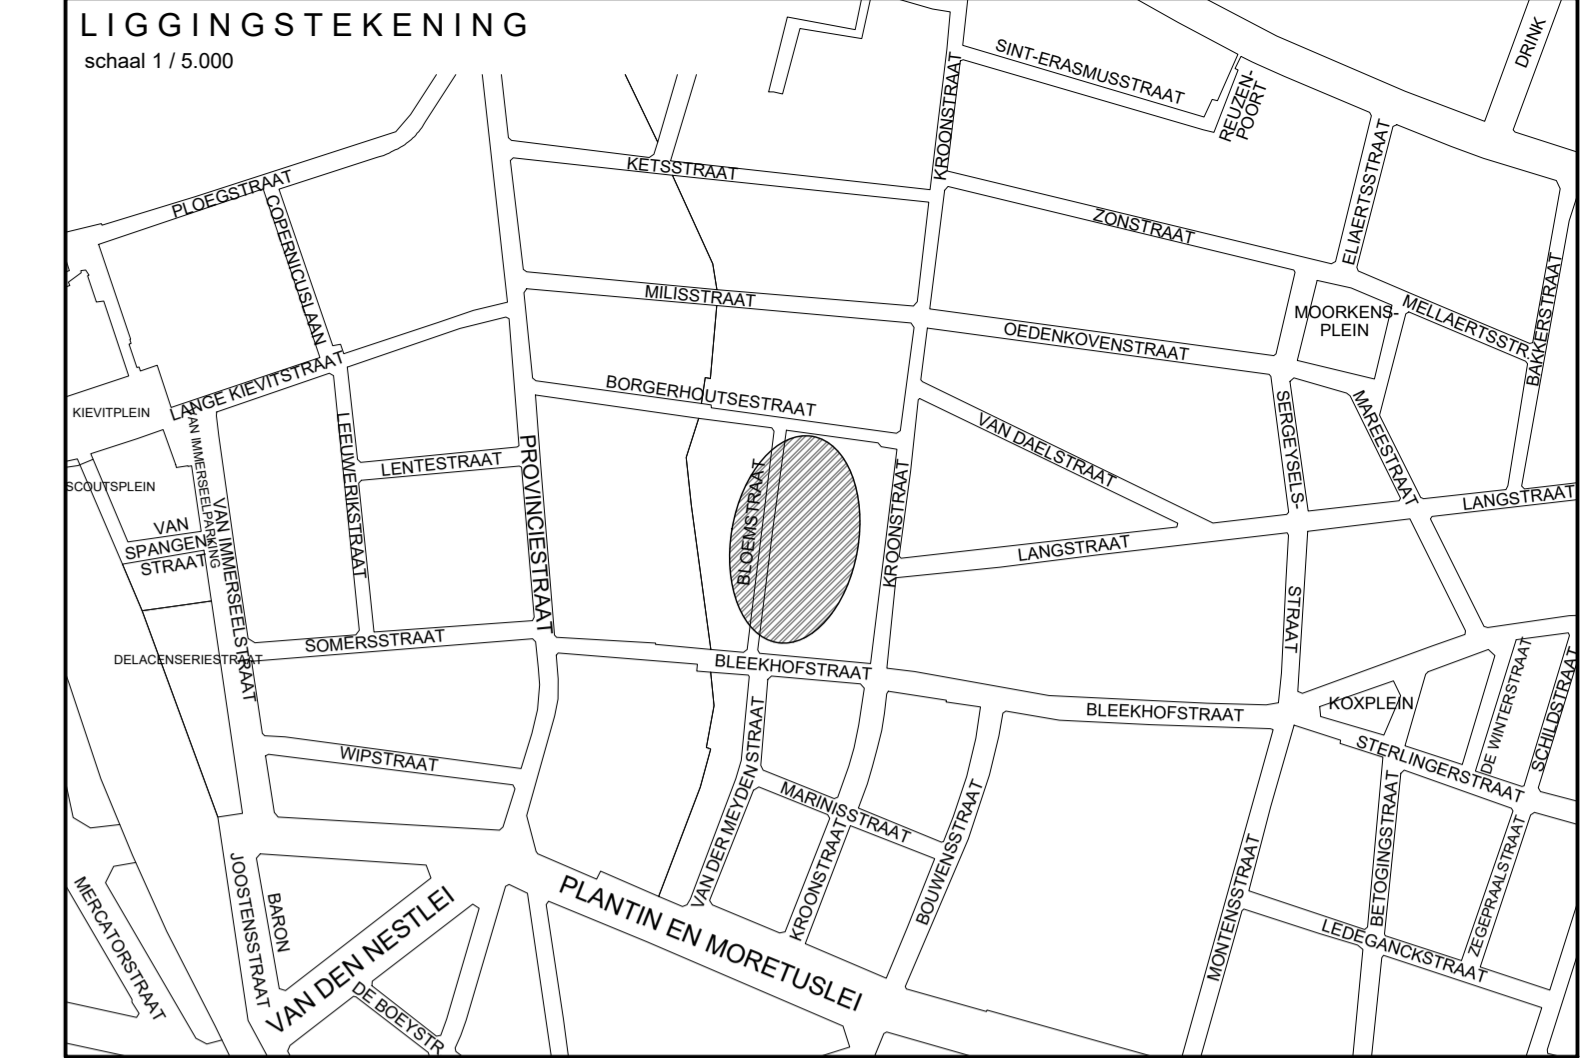 LIGGINGSTEKENING
schaal 1 / 5.000
DRINK
SINT-ERASMUSSTRAAT
KROONSTRAAT
REUZEN-
POORT
KETSSTRAAT
ELIAERTSSTRAAT
PLOEGSTRAAT
COPERNICUSLAAN
ZONSTRAAT
MILISSTRAAT
MOORKENS-
PLEIN
MELLAERTSSTR.
BAKKERSTRAAT
OEDENKOVENSTRAAT
LANGE KIEVITSTRAAT
BORGERHOUTSESTRAAT
KIEVITPLEIN
VAN IMMERSEELPARKING
LEEUWERIKSTRAAT
LENTESTRAAT
PROVINCIESTRAAT
VAN DAELSTRAAT
SERGEYSELS-
MAREESTRAAT
SCOUTSPLEIN
VAN
SPANGEN
STRAAT
VAN IMMERSEELSTRAAT
BLOEMSTRAAT
KROONSTRAAT
LANGSTRAAT
LANGSTRAAT
STRAAT
SOMERSSTRAAT
DELACENSERIESTRAAT
BLEEKHOFSTRAAT
BLEEKHOFSTRAAT
KOXPLEIN
DE WINTERSTRAAT
SCHILDSTRAAT
WIPSTRAAT
VAN DER MEYDENSTRAAT
MARINISSTRAAT
STERLINGERSTRAAT
BETOGINGSTRAAT
ZEGEPRAALSTRAAT
KROONSTRAAT
BOUWENSSTRAAT
MONTENSSTRAAT
JOOSTENSSTRAAT
BARON
MERCATORSTRAAT
VAN DEN NESTLEI
PLANTIN EN MORETUSLEI
LEDEGANCKSTRAAT
DE BOEYSTR